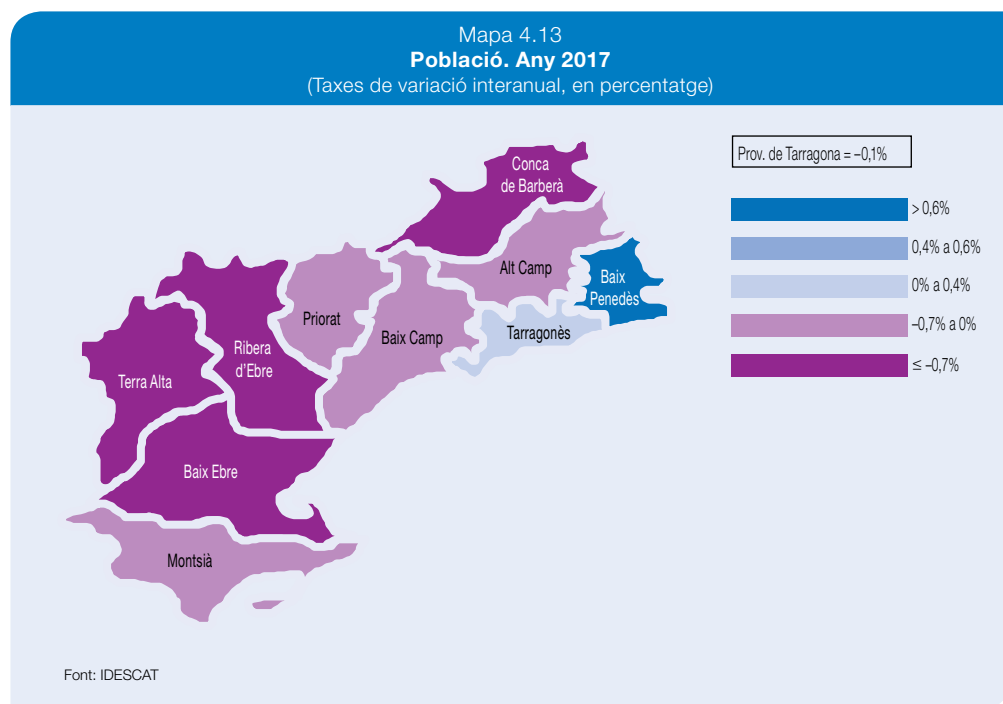 Mapa 4.13
Població. Any 2017
(Taxes de variació interanual, en percentatge)
Prov. de Tarragona = –0,1%
> 0,6%
0,4% a 0,6%
0% a 0,4%
–0,7% a 0%
≤ –0,7%
Conca
de Barberà
Alt Camp
Baix
Penedès
Priorat
Baix Camp
Tarragonès
Ribera
d'Ebre
Terra Alta
Baix Ebre
Montsià
Font: IDESCAT